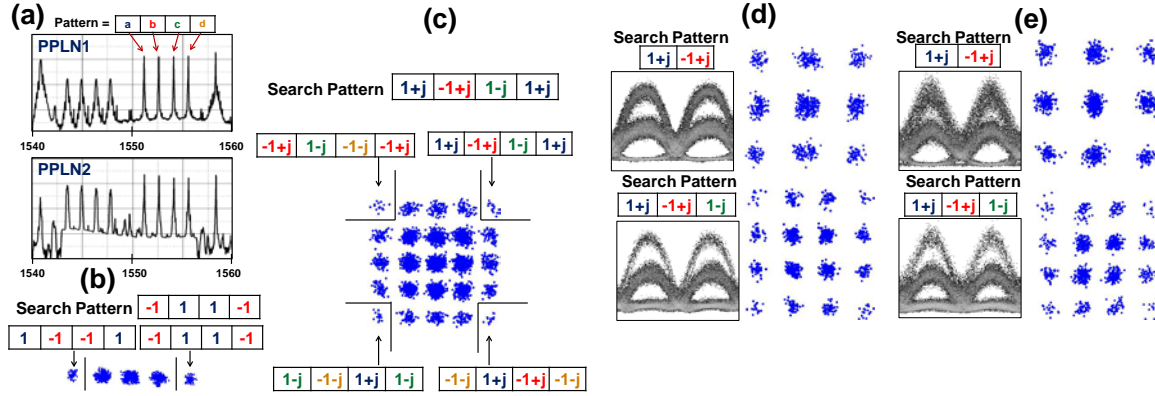 (a)
Pattern = a b c d
PPLN1
1540 1550 1560
PPLN2
1540 1550 1560
(b)
Search Pattern -1 1 1 -1
1 -1 -1 1 -1 1 1 -1
(c)
Search Pattern 1+j -1+j 1-j 1+j
-1+j 1-j -1-j -1+j 1+j -1+j 1-j 1+j
1-j -1-j 1+j 1-j -1-j 1+j -1+j -1-j
(d)
Search Pattern
1+j -1+j
Search Pattern
1+j -1+j 1-j
(e)
Search Pattern
1+j -1+j
Search Pattern
1+j -1+j 1-j